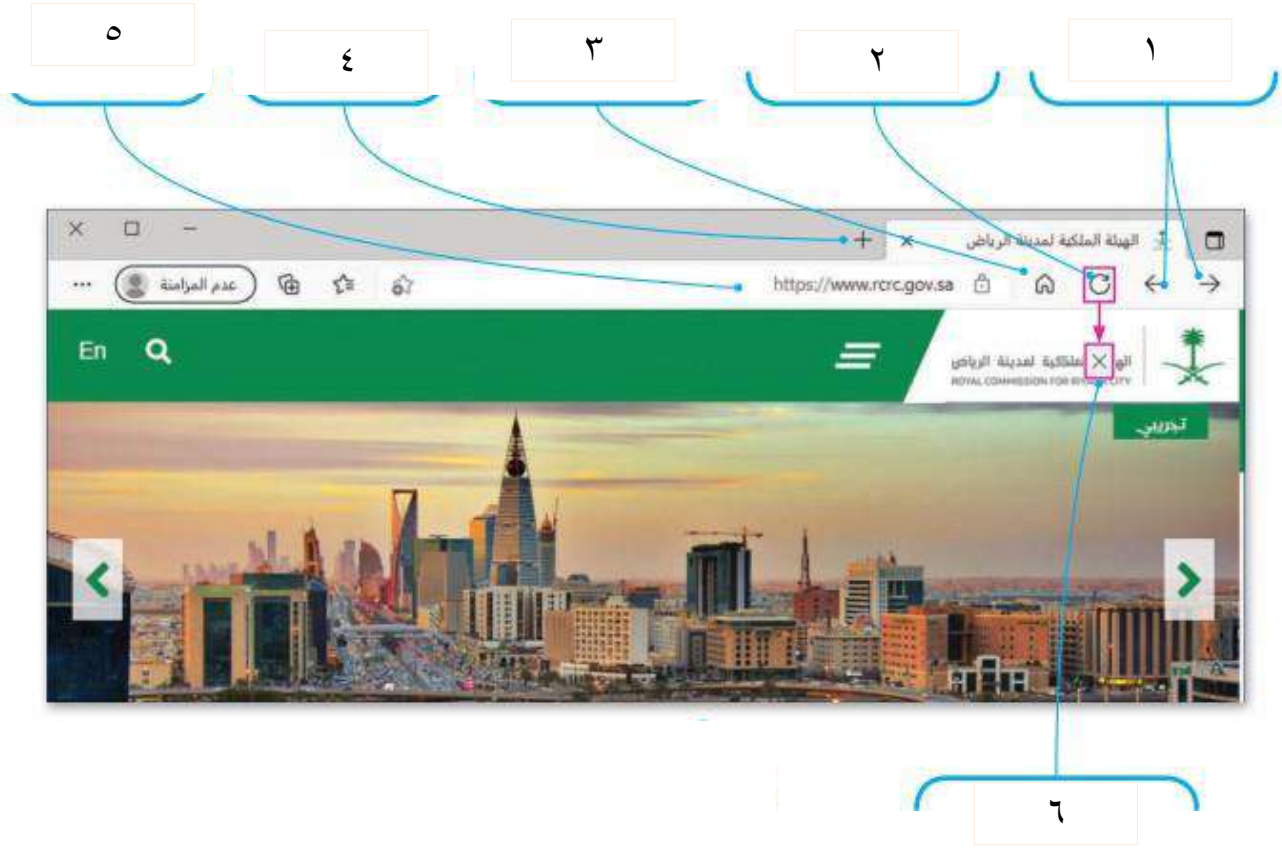 ١
٢
٣
٤
٥
الهيئة الملكية لمدينة الرياض
https://www.rcrc.gov.sa
عدم المزامنة
الهيئة الملكية لمدينة الرياض
ROYAL COMMISSION FOR RIYADH CITY
En
تجريبي
٦